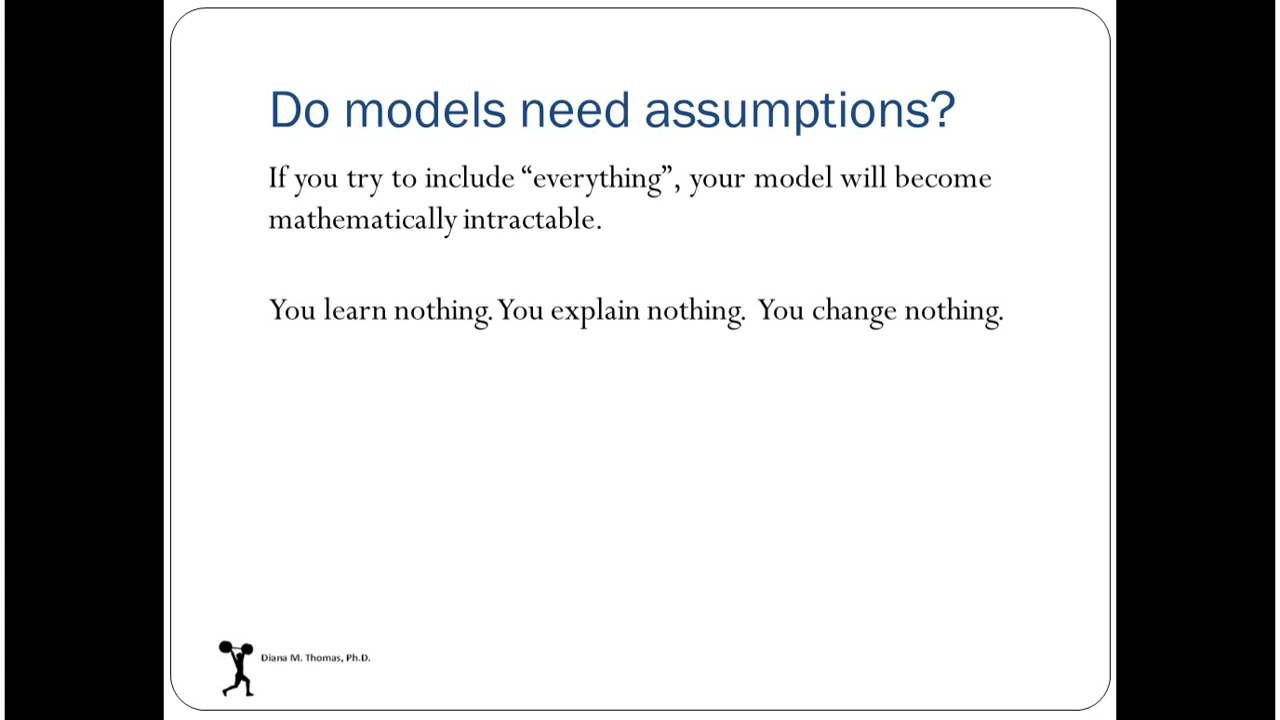 Do models need assumptions?
If you try to include “everything”, your model will become
mathematically intractable.
You learn nothing. You explain nothing. You change nothing.
Diana M. Thomas, Ph.D.